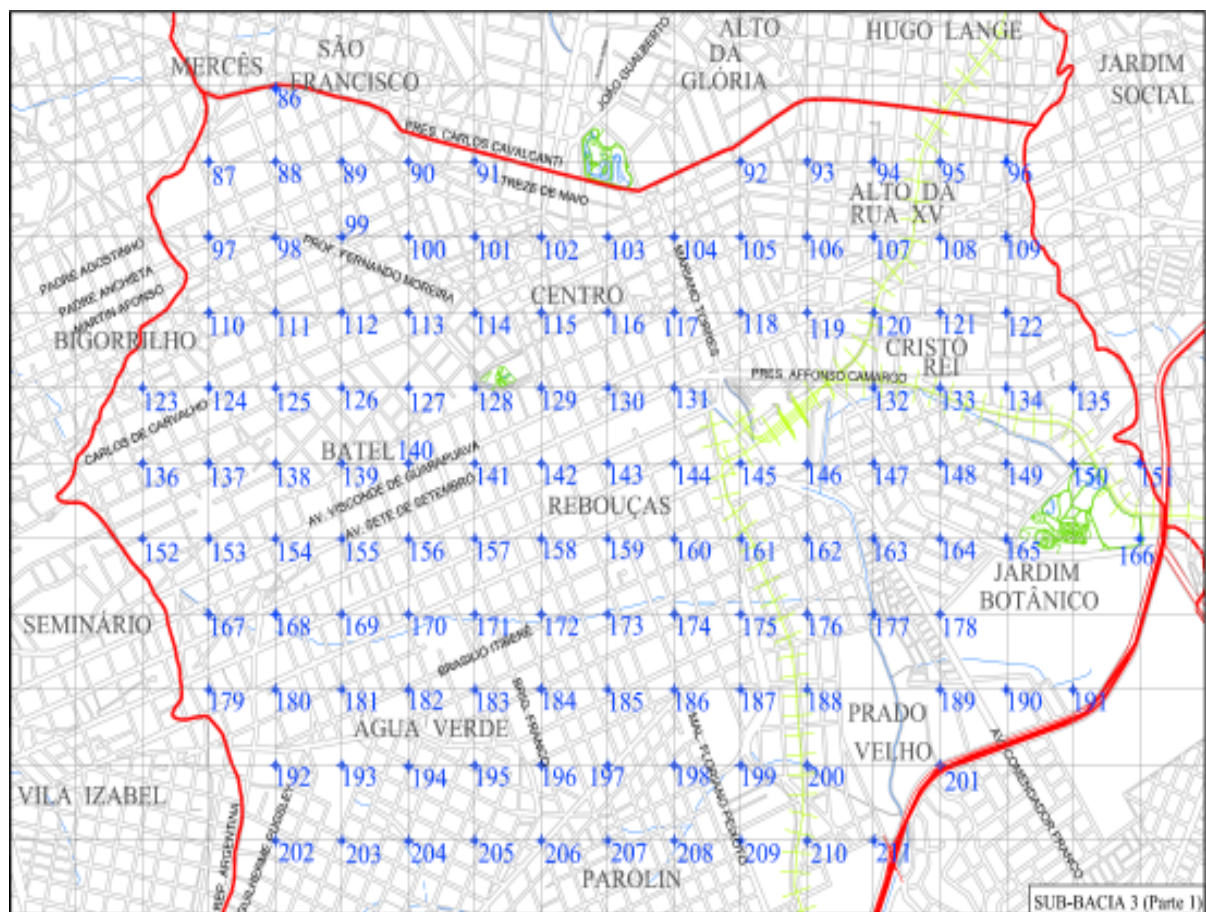 HUGO LANGE
ALTO
DA
GLÓRIA
SÃO
FRANCISCO
MERCÊS
JARDIM
SOCIAL
JOÃO GUALBERTO
86
PRES. CARLOS CAVALCANTI
TREZE DE MAIO
87 88 89 90 91 92 93 94 95 96
ALTO DA
RUA XV
PADRE AGOSTINHO
PADRE ANCHIETA
MARTIN AFONSO
PROF. FERNANDO MOREIRA
MARIANO TORRES
97 98 99 100 101 102 103 104 105 106 107 108 109
CENTRO
BIGORRILHO
110 111 112 113 114 115 116 117 118 119 120 121 122
CRISTO
REI
PRES. AFFONSO CAMARGO
123 124 125 126 127 128 129 130 131 132 133 134 135
CARLOS DE CARVALHO
BATEL
136 137 138 139 140 141 142 143 144 145 146 147 148 149 150 151
AV. VISCONDE DE GUARAPUAVA
AV. SETE DE SETEMBRO
REBOUÇAS
152 153 154 155 156 157 158 159 160 161 162 163 164 165 166
JARDIM
BOTÂNICO
SEMINÁRIO
167 168 169 170 171 172 173 174 175 176 177 178
BRASILIO ITIBERÊ
179 180 181 182 183 184 185 186 187 188 189 190 191
BRIG. FRANCO
MAL. FLORIANO PEIXOTO
ÁGUA VERDE
PRADO
VELHO
AV. COMENDADOR FRANCO
192 193 194 195 196 197 198 199 200 201
VILA IZABEL
REP. ARGENTINA
GUILHERME PUGSLEY
202 203 204 205 206 207 208 209 210 211
PAROLIN
SUB-BACIA 3 (Parte 1)